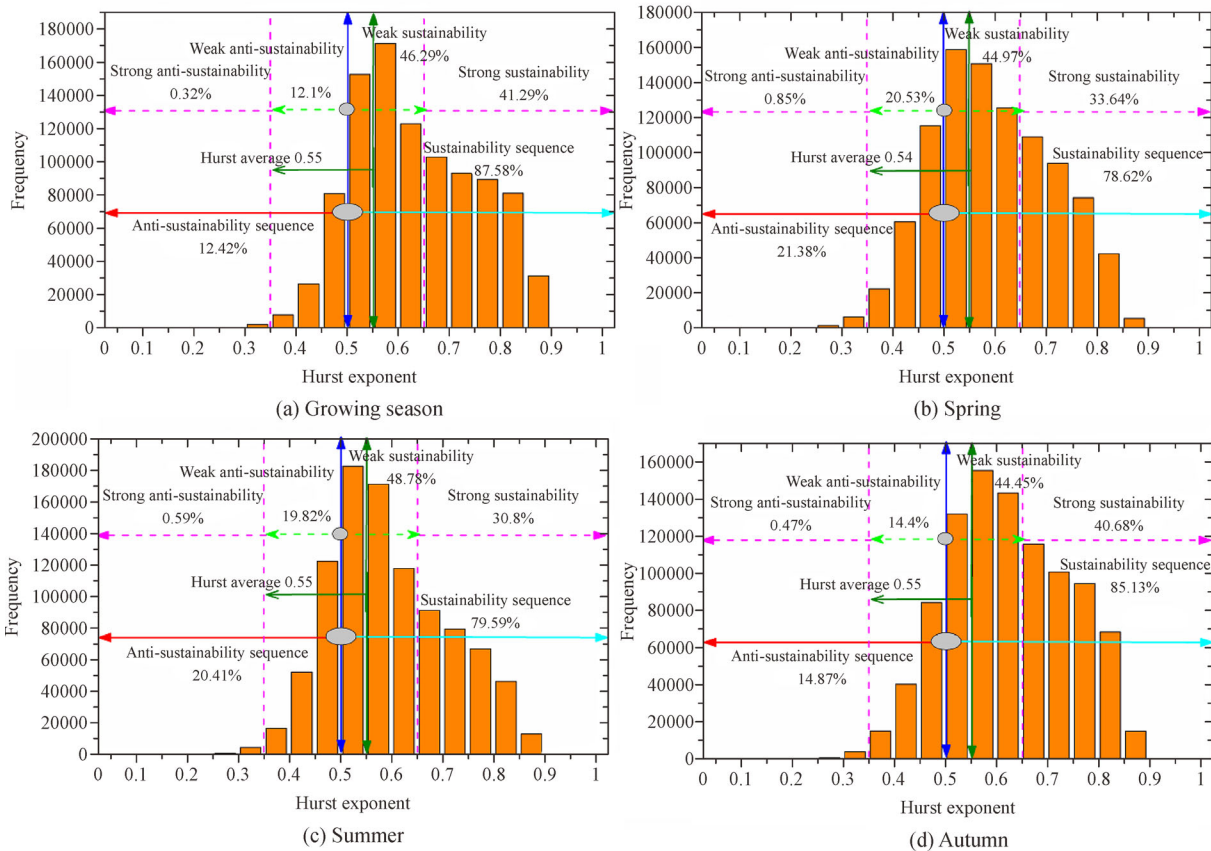 180000
160000
140000
120000
100000
80000
60000
40000
20000
0
Frequency
Weak sustainability
46.29%
Weak anti-sustainability
Strong anti-sustainability
0.32%
12.1%
Strong sustainability
41.29%
Hurst average 0.55
Sustainability sequence
87.58%
Anti-sustainability sequence
12.42%
0 0.1 0.2 0.3 0.4 0.5 0.6 0.7 0.8 0.9 1
Hurst exponent
(a) Growing season
180000
160000
140000
120000
100000
80000
60000
40000
20000
0
Frequency
Weak sustainability
44.97%
Weak anti-sustainability
Strong anti-sustainability
0.85%
20.53%
Strong sustainability
33.64%
Hurst average 0.54
Sustainability sequence
78.62%
Anti-sustainability sequence
21.38%
0 0.1 0.2 0.3 0.4 0.5 0.6 0.7 0.8 0.9 1
Hurst exponent
(b) Spring
200000
180000
160000
140000
120000
100000
80000
60000
40000
20000
0
Frequency
Weak sustainability
48.78%
Weak anti-sustainability
Strong anti-sustainability
0.59%
19.82%
Strong sustainability
30.8%
Hurst average 0.55
Sustainability sequence
79.59%
Anti-sustainability sequence
20.41%
0 0.1 0.2 0.3 0.4 0.5 0.6 0.7 0.8 0.9 1
Hurst exponent
(c) Summer
160000
140000
120000
100000
80000
60000
40000
20000
0
Frequency
Weak sustainability
44.45%
Weak anti-sustainability
Strong anti-sustainability
0.47%
14.4%
Strong sustainability
40.68%
Hurst average 0.55
Sustainability sequence
85.13%
Anti-sustainability sequence
14.87%
0 0.1 0.2 0.3 0.4 0.5 0.6 0.7 0.8 0.9 1
Hurst exponent
(d) Autumn